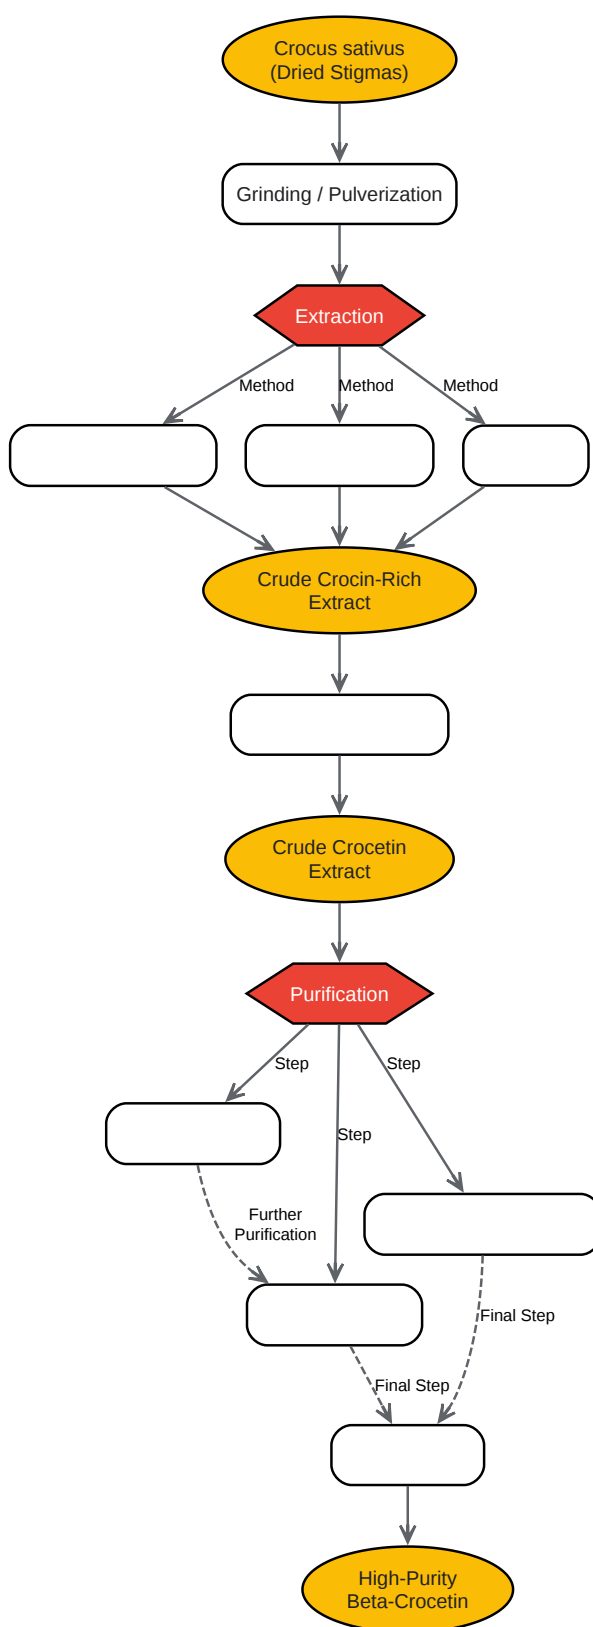 Crocus sativus
(Dried Stigmas)
Grinding / Pulverization
Extraction
Method
Method
Method
Crude Crocin-Rich
Extract
Crude Crocetin
Extract
Purification
Step
Step
Step
Further
Purification
Final Step
Final Step
High-Purity
Beta-Crocetin